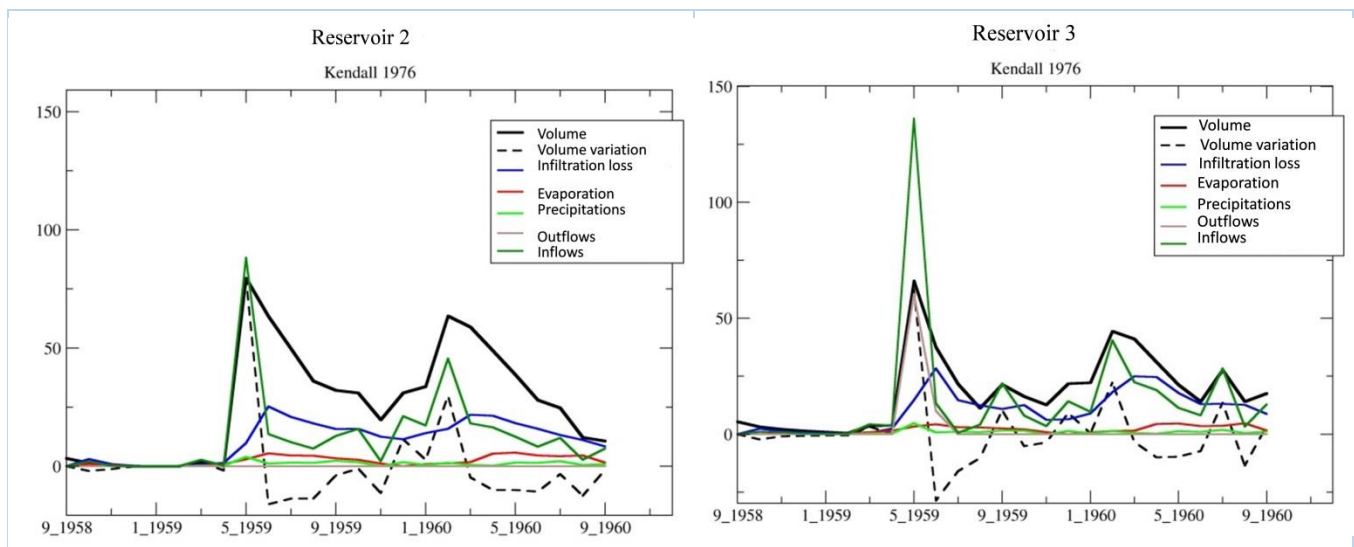 Reservoir 2
Kendall 1976
150
100
50
0
Volume
Volume variation
Infiltration loss
Evaporation
Precipitations
Outflows
Inflows
9_1958
1_1959
5_1959
9_1959
1_1960
5_1960
9_1960
Reservoir 3
Kendall 1976
150
100
50
0
Volume
Volume variation
Infiltration loss
Evaporation
Precipitations
Outflows
Inflows
9_1958
1_1959
5_1959
9_1959
1_1960
5_1960
9_1960